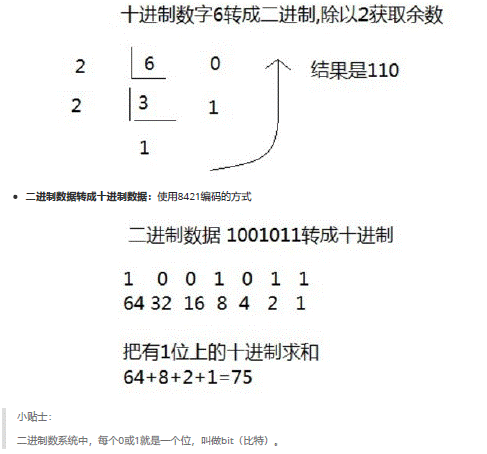 十进制数字6转成二进制,除以2获取余数
2 6 0
结果是110
2 3 1
1
二进制数据转成十进制数据：使用8421编码的方式
二进制数据 1001011转成十进制
1 0 0 1 0 1 1
64 32 16 8 4 2 1
把有1位上的十进制求和
64+8+2+1=75
小贴士：
二进制数系统中，每个0或1就是一个位，叫做bit（比特）。